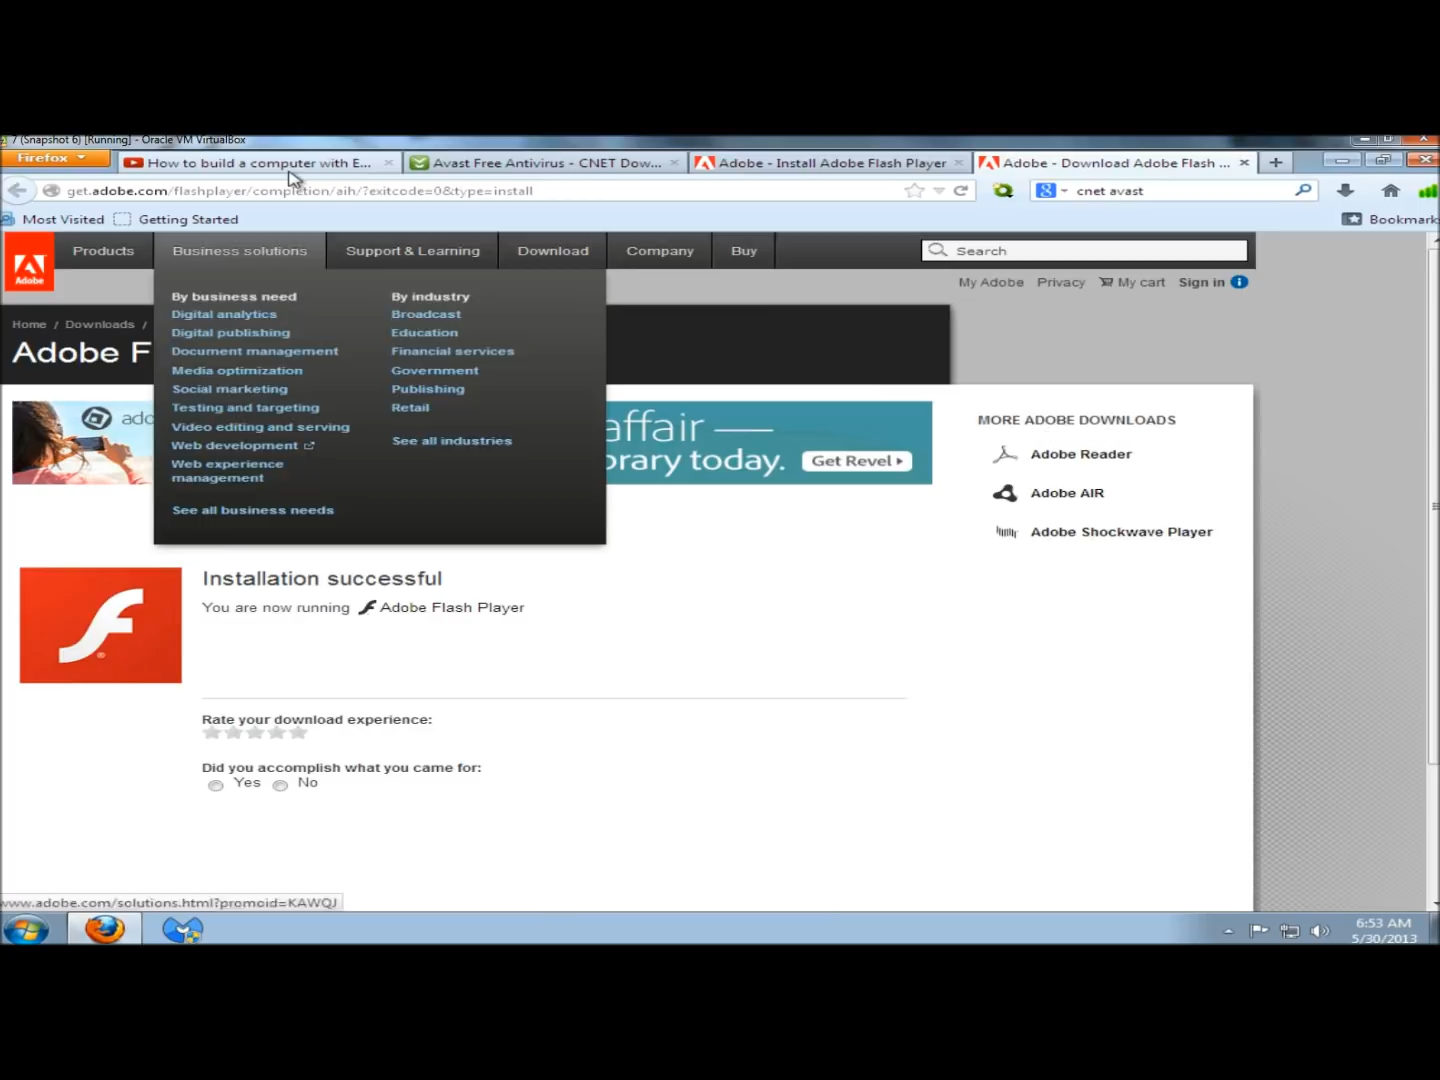 7 (Snapshot 6) [Running] - Oracle VM VirtualBox
Firefox
How to build a computer with E...
Avast Free Antivirus - CNET Dow...
Adobe - Install Adobe Flash Player
Adobe - Download Adobe Flash ...
get.adobe.com/flashplayer/completion/aih/?exitcode=0&type=install
cnet avast
Most Visited
Getting Started
Bookmark
Adobe
Products
Business solutions
Support & Learning
Download
Company
Buy
Search
My Adobe
Privacy
My cart
Sign in
Home / Downloads /
Adobe F
By business need
Digital analytics
Digital publishing
Document management
Media optimization
Social marketing
Testing and targeting
Video editing and serving
Web development
Web experience
management
See all business needs
By industry
Broadcast
Education
Financial services
Government
Publishing
Retail
See all industries
ado
affair —
orary today.
Get Revel
MORE ADOBE DOWNLOADS
Adobe Reader
Adobe AIR
Adobe Shockwave Player
Installation successful
You are now running Adobe Flash Player
Rate your download experience:
Did you accomplish what you came for:
Yes No
www.adobe.com/solutions.html?promoid=KAWQJ
6:53 AM
5/30/2013